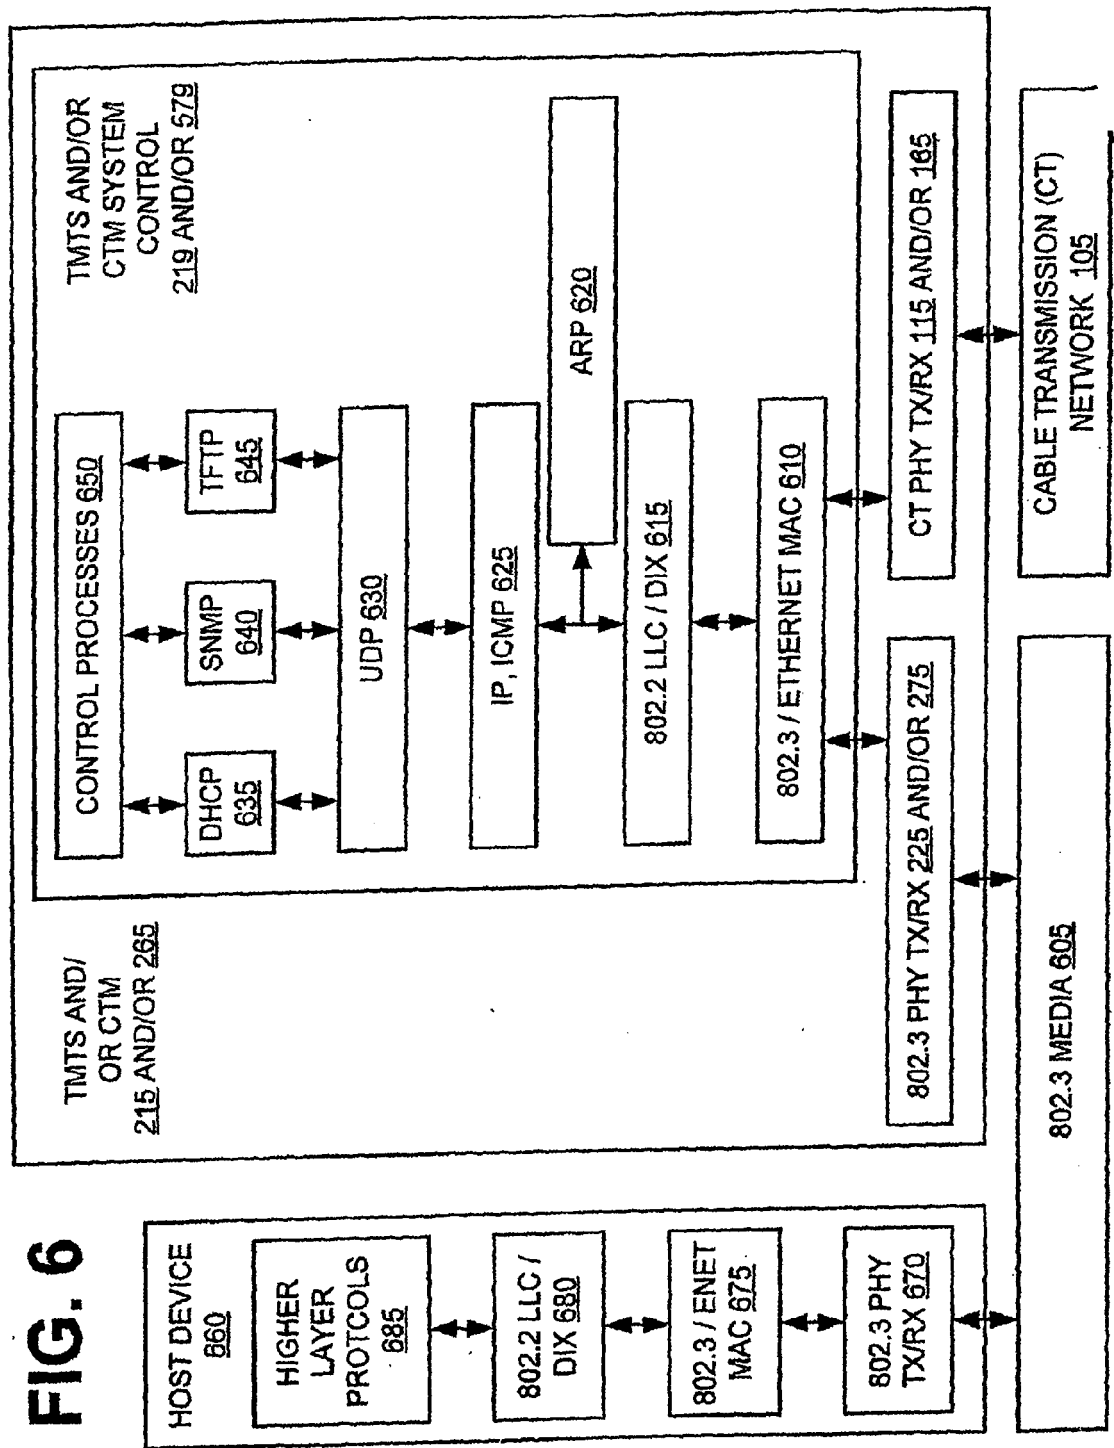 FIG. 6
HOST DEVICE
660
HIGHER
LAYER
PROTCOLS
685
802.2 LLC /
DIX 680
802.3 / ENET
MAC 675
802.3 PHY
TX/RX 670
TMTS AND/
OR CTM
215 AND/OR 265
TMTS AND/OR
CTM SYSTEM
CONTROL
219 AND/OR 579
CONTROL PROCESSES 650
DHCP
635
SNMP
640
TFTP
645
UDP 630
IP, ICMP 625
ARP 620
802.2 LLC / DIX 615
802.3 / ETHERNET MAC 610
802.3 PHY TX/RX 225 AND/OR 275
CT PHY TX/RX 115 AND/OR 165
802.3 MEDIA 605
CABLE TRANSMISSION (CT)
NETWORK 105